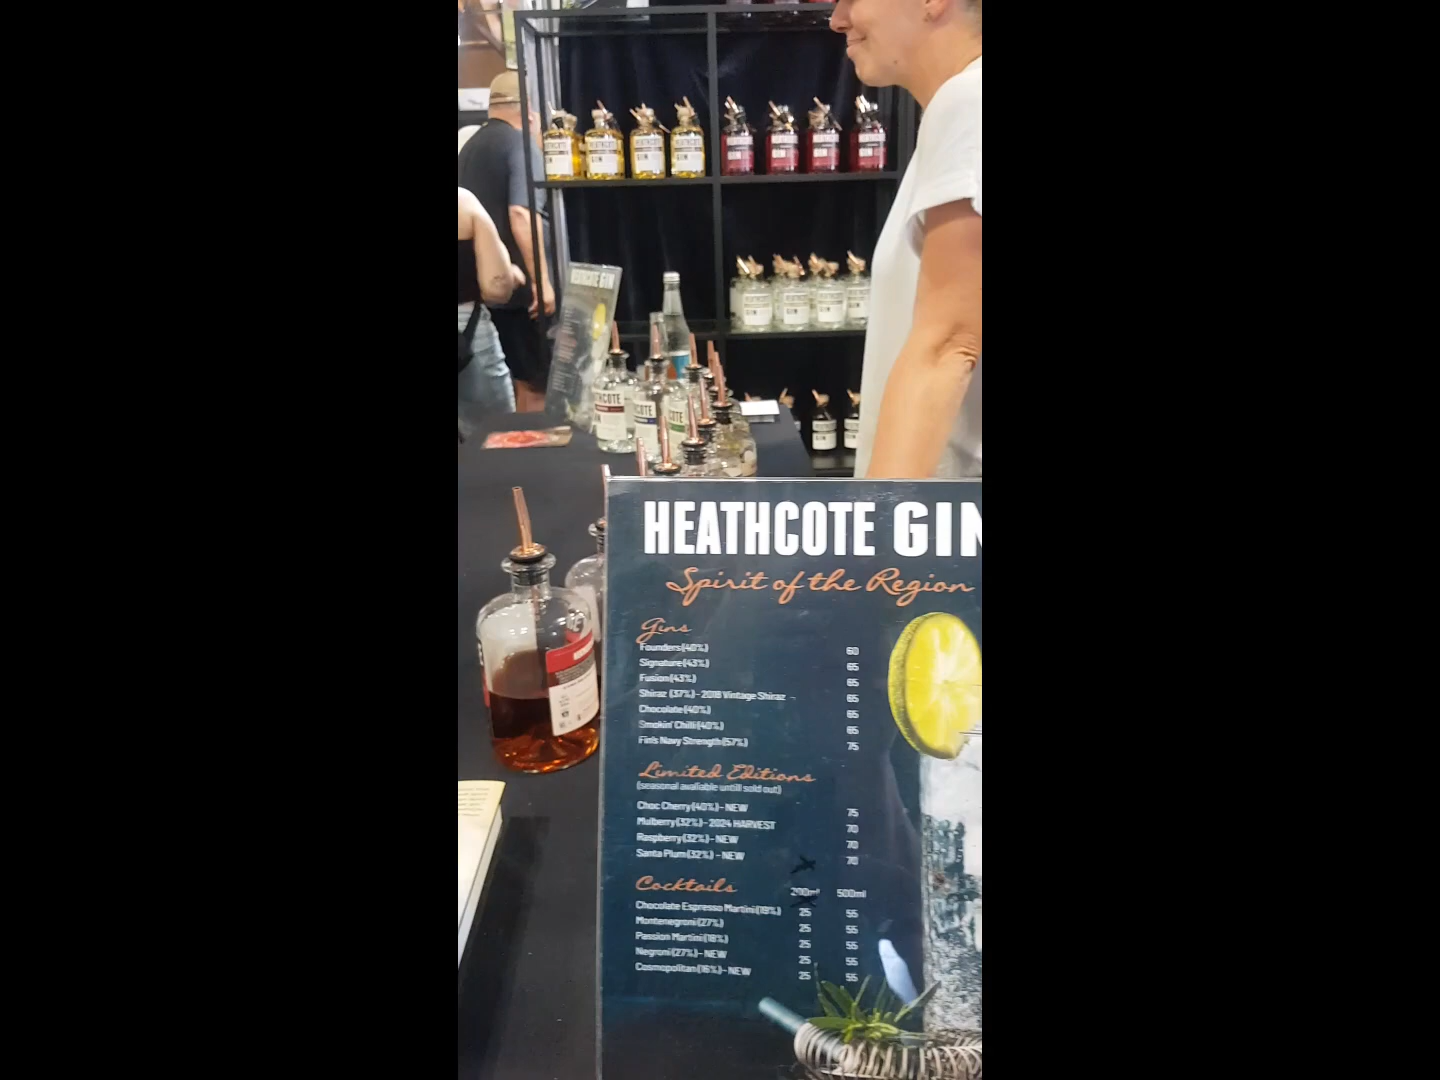 HEATHCOTE GIN
HEATHCOTE
GIN
HEATHCOTE GIN
Spirit of the Region
Gins
Founders (40%) 60
Signature (43%) 65
Fusion (43%) 65
Shiraz (37%) - 2018 Vintage Shiraz 65
Chocolate (40%) 65
Smokin' Chilli (40%) 65
Fin's Navy Strength (57%) 75
Limited Editions
(seasonal available untill sold out)
Choc Cherry (40%) - NEW 75
Mulberry (32%) - 2024 HARVEST 70
Raspberry (32%) - NEW 70
Santa Plum (32%) - NEW 70
Cocktails 200ml 500ml
Chocolate Espresso Martini (19%) 25 55
Montenegroni (27%) 25 55
Passion Martini (18%) 25 55
Negroni (27%) - NEW 25 55
Cosmopolitan (16%) - NEW 25 55